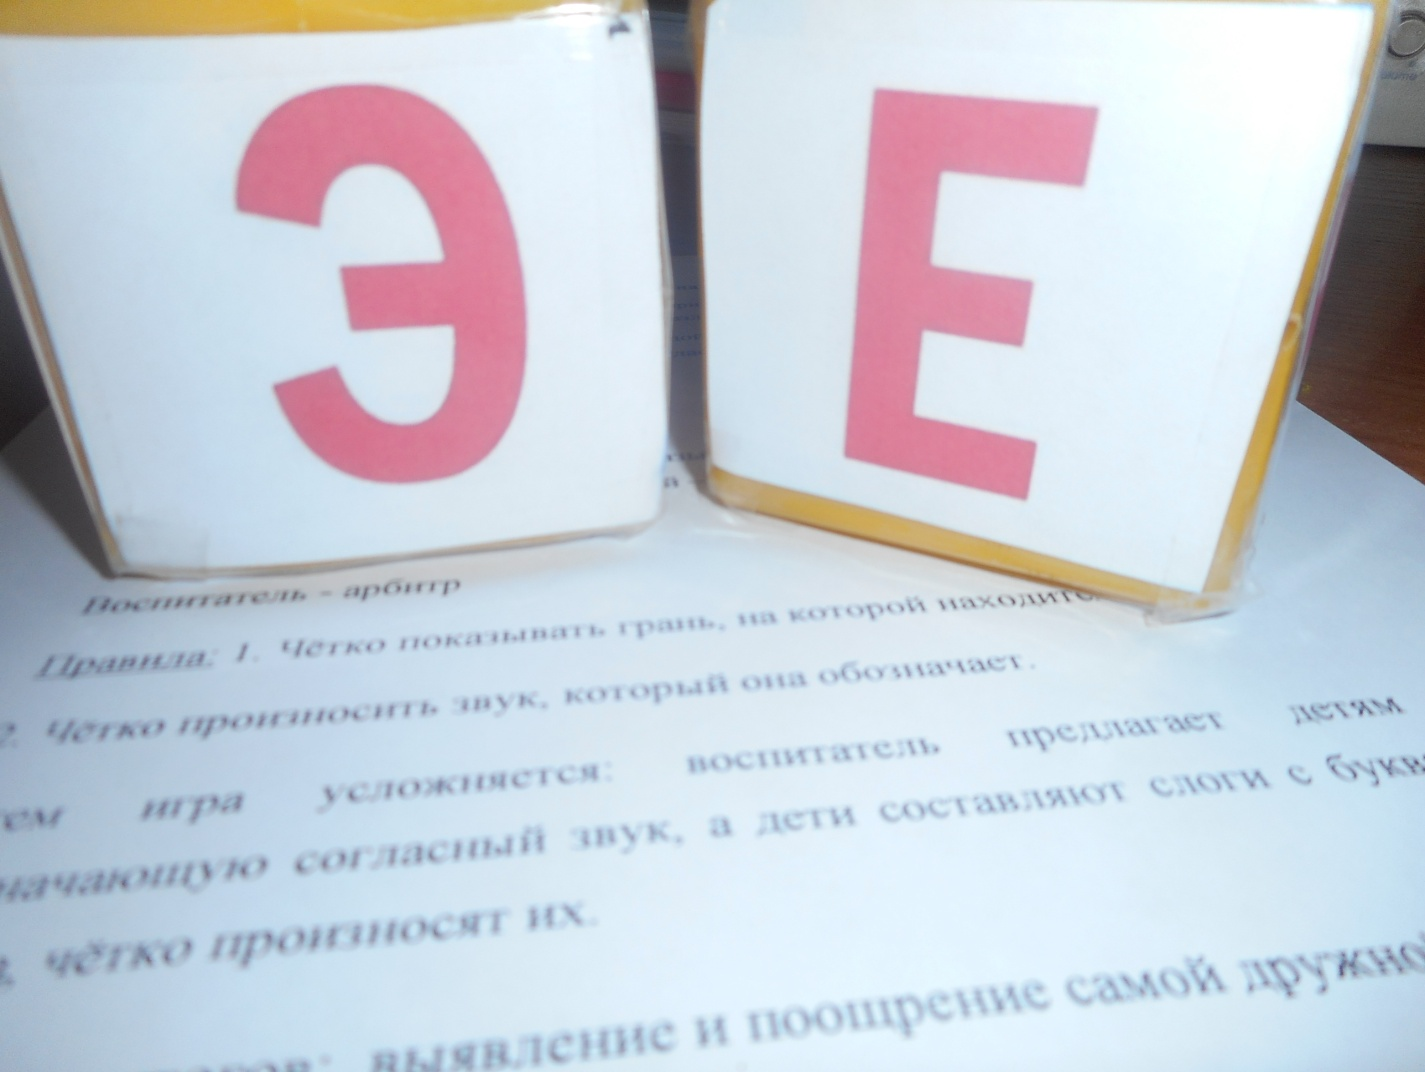 Э Е
Воспитатель - арбитр
Правила: 1. Чётко показывать грань, на которой
2. Чётко произносить звук, который она обозначает.
игра усложняется: воспитатель предлагает детям
согласный звук, а дети составляют слоги с
чётко произносят их.
выявление и поощрение самой